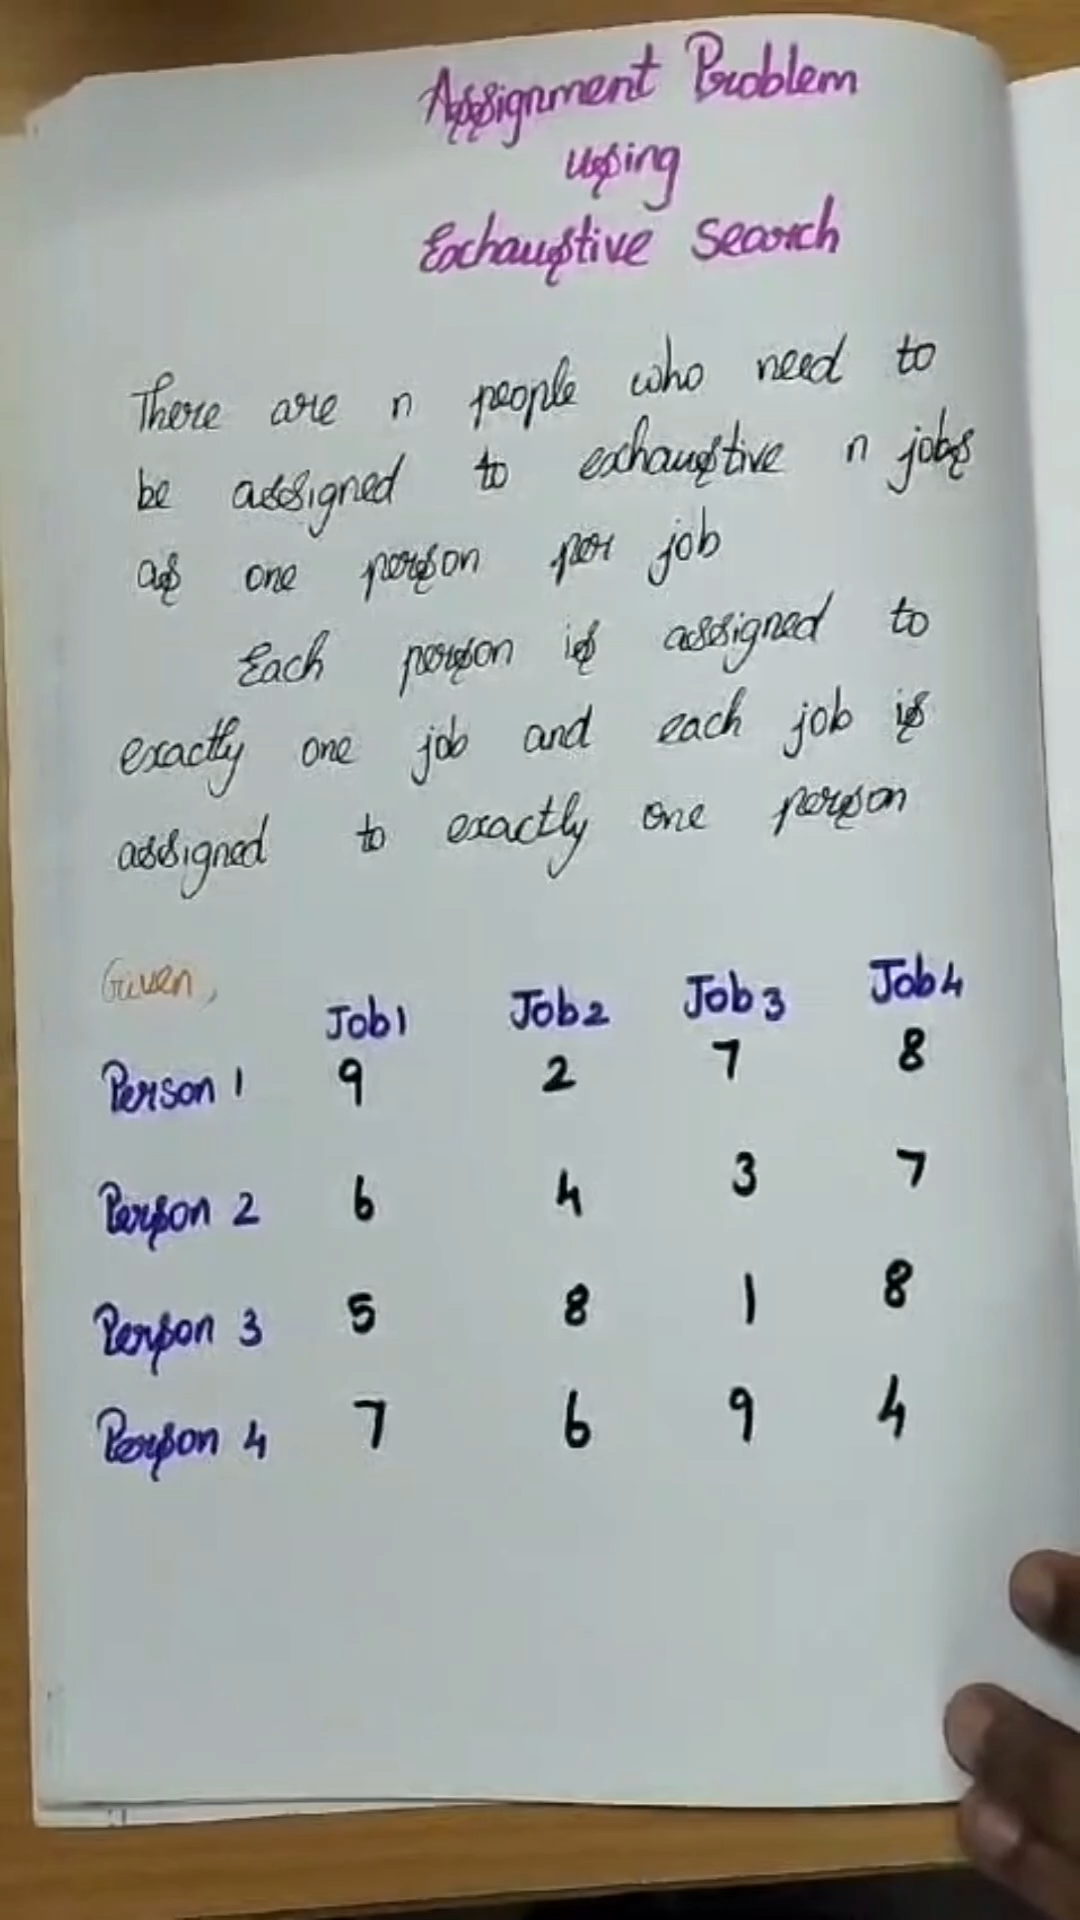 Assignment Problem
using
Exhaustive search
There are n people who need to
be assigned to exhaustive n jobs
as one person per job
Each person is assigned to
exactly one job and each job is
assigned to exactly one person
Given,
Job1 Job2 Job3 Job4
Person 1 9 2 7 8
Person 2 6 4 3 7
Person 3 5 8 1 8
Person 4 7 6 9 4